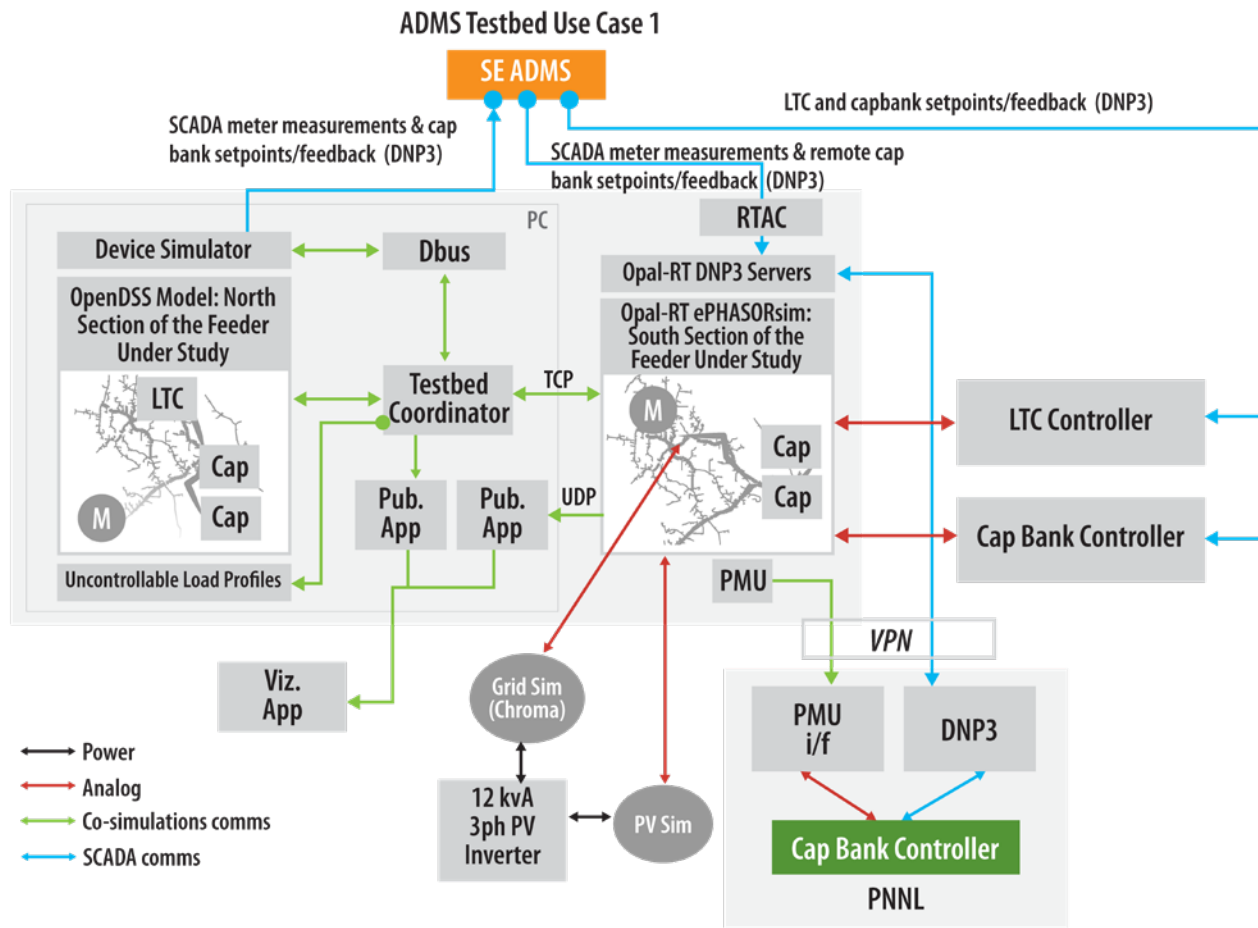 ADMS Testbed Use Case 1
SE ADMS
LTC and capbank setpoints/feedback (DNP3)
SCADA meter measurements & cap
bank setpoints/feedback (DNP3)
SCADA meter measurements & remote cap
bank setpoints/feedback (DNP3)
PC
RTAC
Device Simulator
Dbus
Opal-RT DNP3 Servers
OpenDSS Model: North
Section of the Feeder
Under Study
Opal-RT ePHASORsim:
South Section of the
Feeder Under Study
LTC
Cap
Cap
M
Testbed
Coordinator
TCP
M
Cap
Cap
LTC Controller
Pub.
App
Pub.
App
UDP
Cap Bank Controller
Uncontrollable Load Profiles
PMU
VPN
Viz.
App
Grid Sim
(Chroma)
PMU
i/f
DNP3
Power
Analog
Co-simulations comms
SCADA comms
12 kvA
3ph PV
Inverter
PV Sim
Cap Bank Controller
PNNL